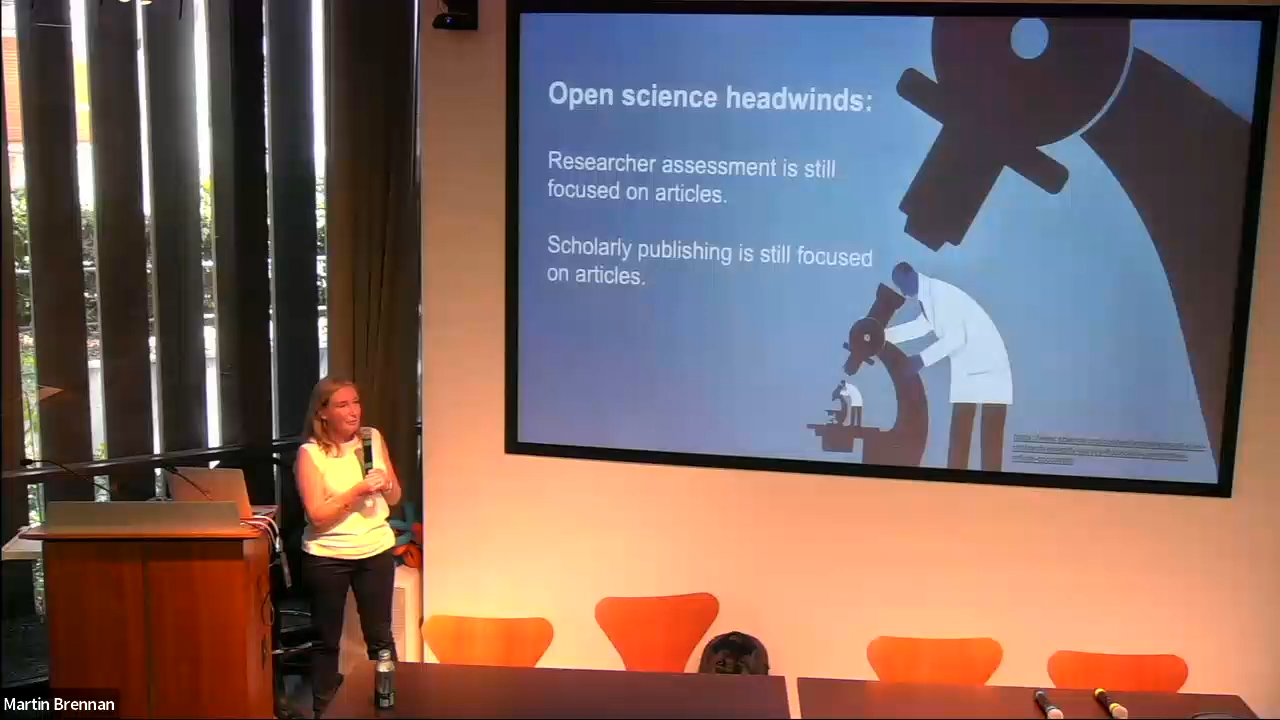 Open science headwinds:
Researcher assessment is still
focused on articles.
Scholarly publishing is still focused
on articles.
Martin Brennan